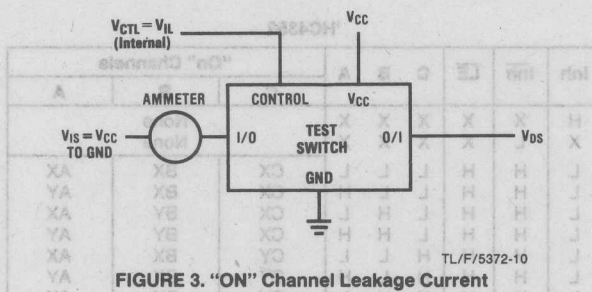 V_CTL = V_IL
(Internal)
V_CC
AMMETER
CONTROL
V_CC
V_IS = V_CC
TO GND
I/O
TEST
SWITCH
O/I
V_OS
GND
TL/F/5372-10
FIGURE 3. "ON" Channel Leakage Current